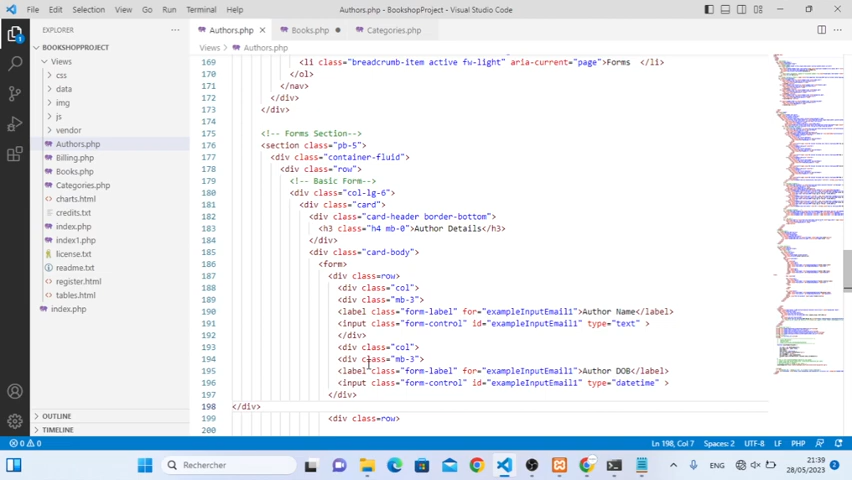 File Edit Selection View Go Run Terminal Help
Authors.php - BookshopProject - Visual Studio Code
EXPLORER
BOOKSHOPPROJECT
Views
css
data
img
js
vendor
Authors.php
Billing.php
Books.php
Categories.php
charts.html
credits.txt
index.php
index1.php
license.txt
readme.txt
register.html
tables.html
index.php
OUTLINE
TIMELINE
Authors.php Books.php Categories.php
Views > Authors.php
169 <li class="breadcrumb-item active fw-light" aria-current="page">Forms </li>
170 </ol>
171 </nav>
172 </div>
173 </div>
174
175 <!-- Forms Section-->
176 <section class="pb-5">
177 <div class="container-fluid">
178 <div class="row">
179 <!-- Basic Form-->
180 <div class="col-lg-6">
181 <div class="card">
182 <div class="card-header border-bottom">
183 <h3 class="h4 mb-0">Author Details</h3>
184 </div>
185 <div class="card-body">
186 <form>
187 <div class=row>
188 <div class="col">
189 <div class="mb-3">
190 <label class="form-label" for="exampleInputEmail1">Author Name</label>
191 <input class="form-control" id="exampleInputEmail1" type="text" >
192 </div>
193 <div class="col">
194 <div class="mb-3">
195 <label class="form-label" for="exampleInputEmail1">Author DOB</label>
196 <input class="form-control" id="exampleInputEmail1" type="datetime" >
197 </div>
198 </div>
199 <div class=row>
200
0 0 Ln 198, Col 7 Spaces: 2 UTF-8 LF PHP
Rechercher
ENG
21:39
28/05/2023